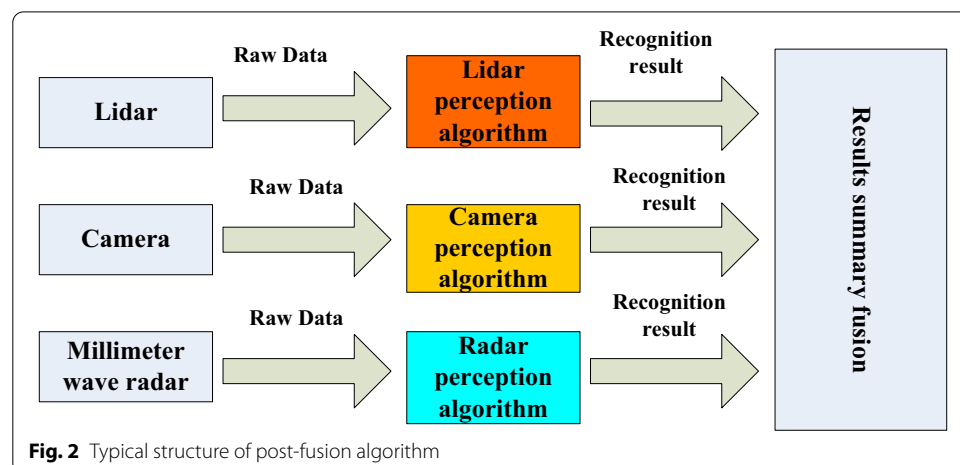 Raw Data
Recognition
result
Lidar
Lidar
perception
algorithm
Raw Data
Recognition
result
Camera
Camera
perception
algorithm
Raw Data
Recognition
result
Millimeter
wave radar
Radar
perception
algorithm
Results summary fusion
Fig. 2 Typical structure of post-fusion algorithm